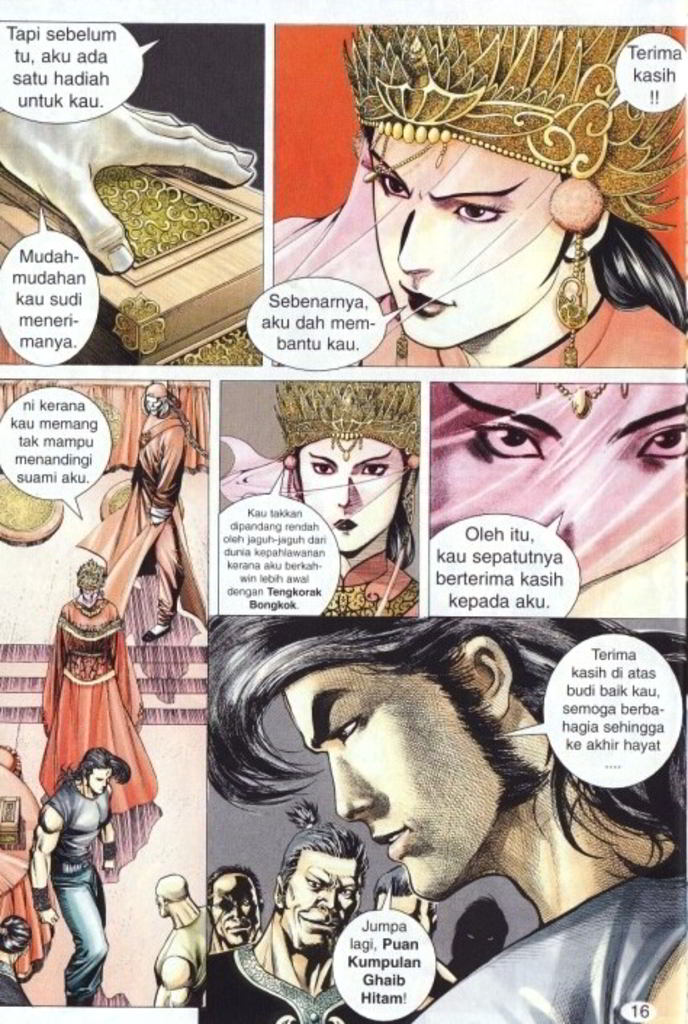 Tapi sebelum
tu, aku ada
satu hadiah
untuk kau.
Mudah-
mudahan
kau sudi
meneri-
manya.
Terima
kasih
!!
Sebenarnya,
aku dah mem-
bantu kau.
ni kerana
kau memang
tak mampu
menandingi
suami aku.
Kau takkan
dipandang rendah
oleh jaguh-jaguh dari
dunia kepahlawanan
kerana aku berkah-
win lebih awal
dengan Tengkorak
Bongkok.
Oleh itu,
kau sepatutnya
berterima kasih
kepada aku.
Terima
kasih di atas
budi baik kau,
semoga berba-
hagia sehingga
ke akhir hayat
....
Jumpa
lagi, Puan
Kumpulan
Ghaib
Hitam!
16